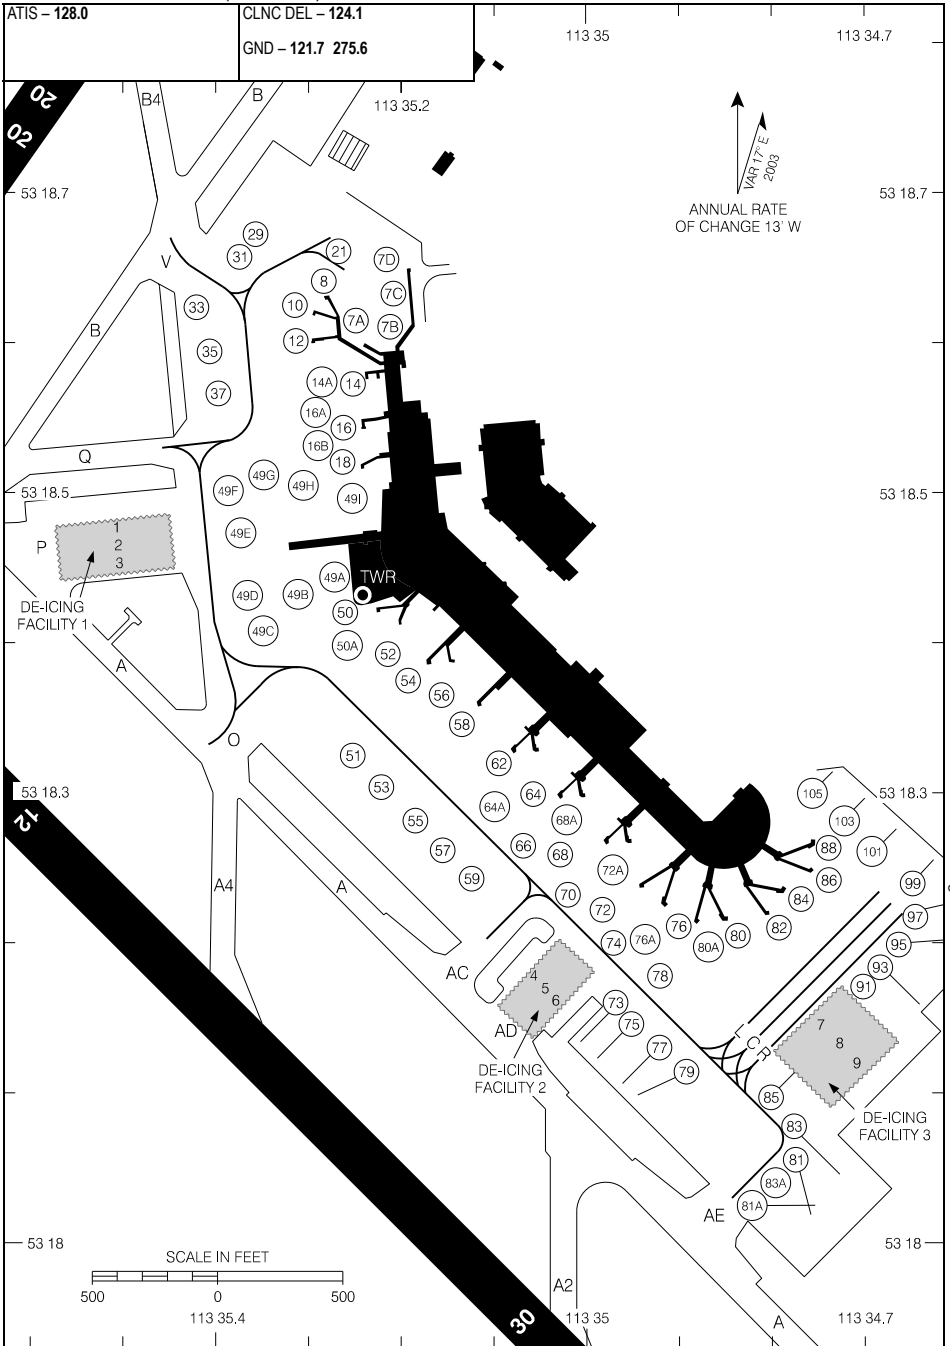 ATIS – 128.0
CLNC DEL – 124.1
GND – 121.7 275.6
113 35
113 34.7
113 35.2
20
02
B4
B
VAR 17° E
2003
ANNUAL RATE
OF CHANGE 13' W
53 18.7
53 18.7
29
31
21
7D
V
8
7C
10
33
7A
7B
B
12
35
14A
14
37
16A
16
16B
Q
18
49G
49F
49H
49I
53 18.5
53 18.5
1
2
3
P
49E
DE-ICING
FACILITY 1
49A
TWR
49D
49B
50
49C
50A
52
A
54
56
58
O
51
62
53
64
64A
105
53 18.3
53 18.3
12
55
68A
103
57
66
68
88
101
59
72A
86
A4
A
70
84
99
72
76
82
97
74
76A
80A
80
95
AC
4
5
6
78
93
91
73
AD
75
7
8
9
L C R
77
DE-ICING
FACILITY 2
79
85
DE-ICING
FACILITY 3
83
81
83A
81A
AE
53 18
53 18
SCALE IN FEET
500
0
500
A2
30
A
113 35.4
113 35
113 34.7